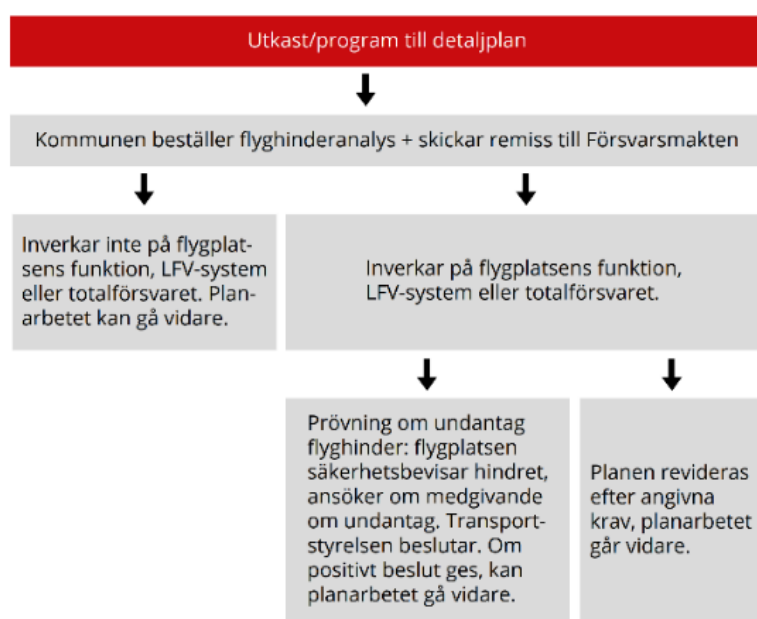 Utkast/program till detaljplan
Kommunen beställer flyghinderanalys + skickar remiss till Försvarsmakten
Inverkar inte på flygplat-
sens funktion, LFV-system
eller totalförsvaret. Plan-
arbetet kan gå vidare.
Inverkar på flygplatsens funktion,
LFV-system eller totalförsvaret.
Prövning om undantag
flyghinder: flygplatsen
säkerhetsbevisar hindret,
ansöker om medgivande
om undantag. Transport-
styrelsen beslutar. Om
positivt beslut ges, kan
planarbetet gå vidare.
Planen revideras
efter angivna
krav, planarbetet
går vidare.